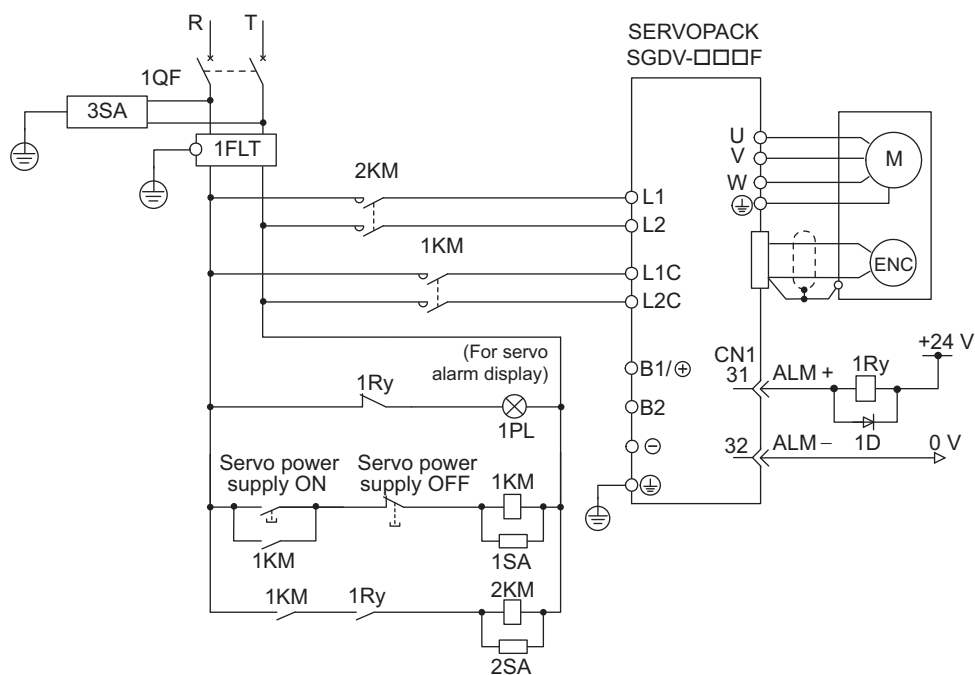 R T
SERVOPACK
SGDV-□□□F
1QF
3SA
1FLT
U
V
W
M
2KM
L1
L2
1KM
L1C
L2C
ENC
(For servo
alarm display)
1Ry
1PL
B1/⊕
B2
⊖
CN1
31 ALM +
1Ry
+24 V
1D
32 ALM −
0 V
Servo power
supply ON
Servo power
supply OFF
1KM
1KM
1SA
1KM
1Ry
2KM
2SA